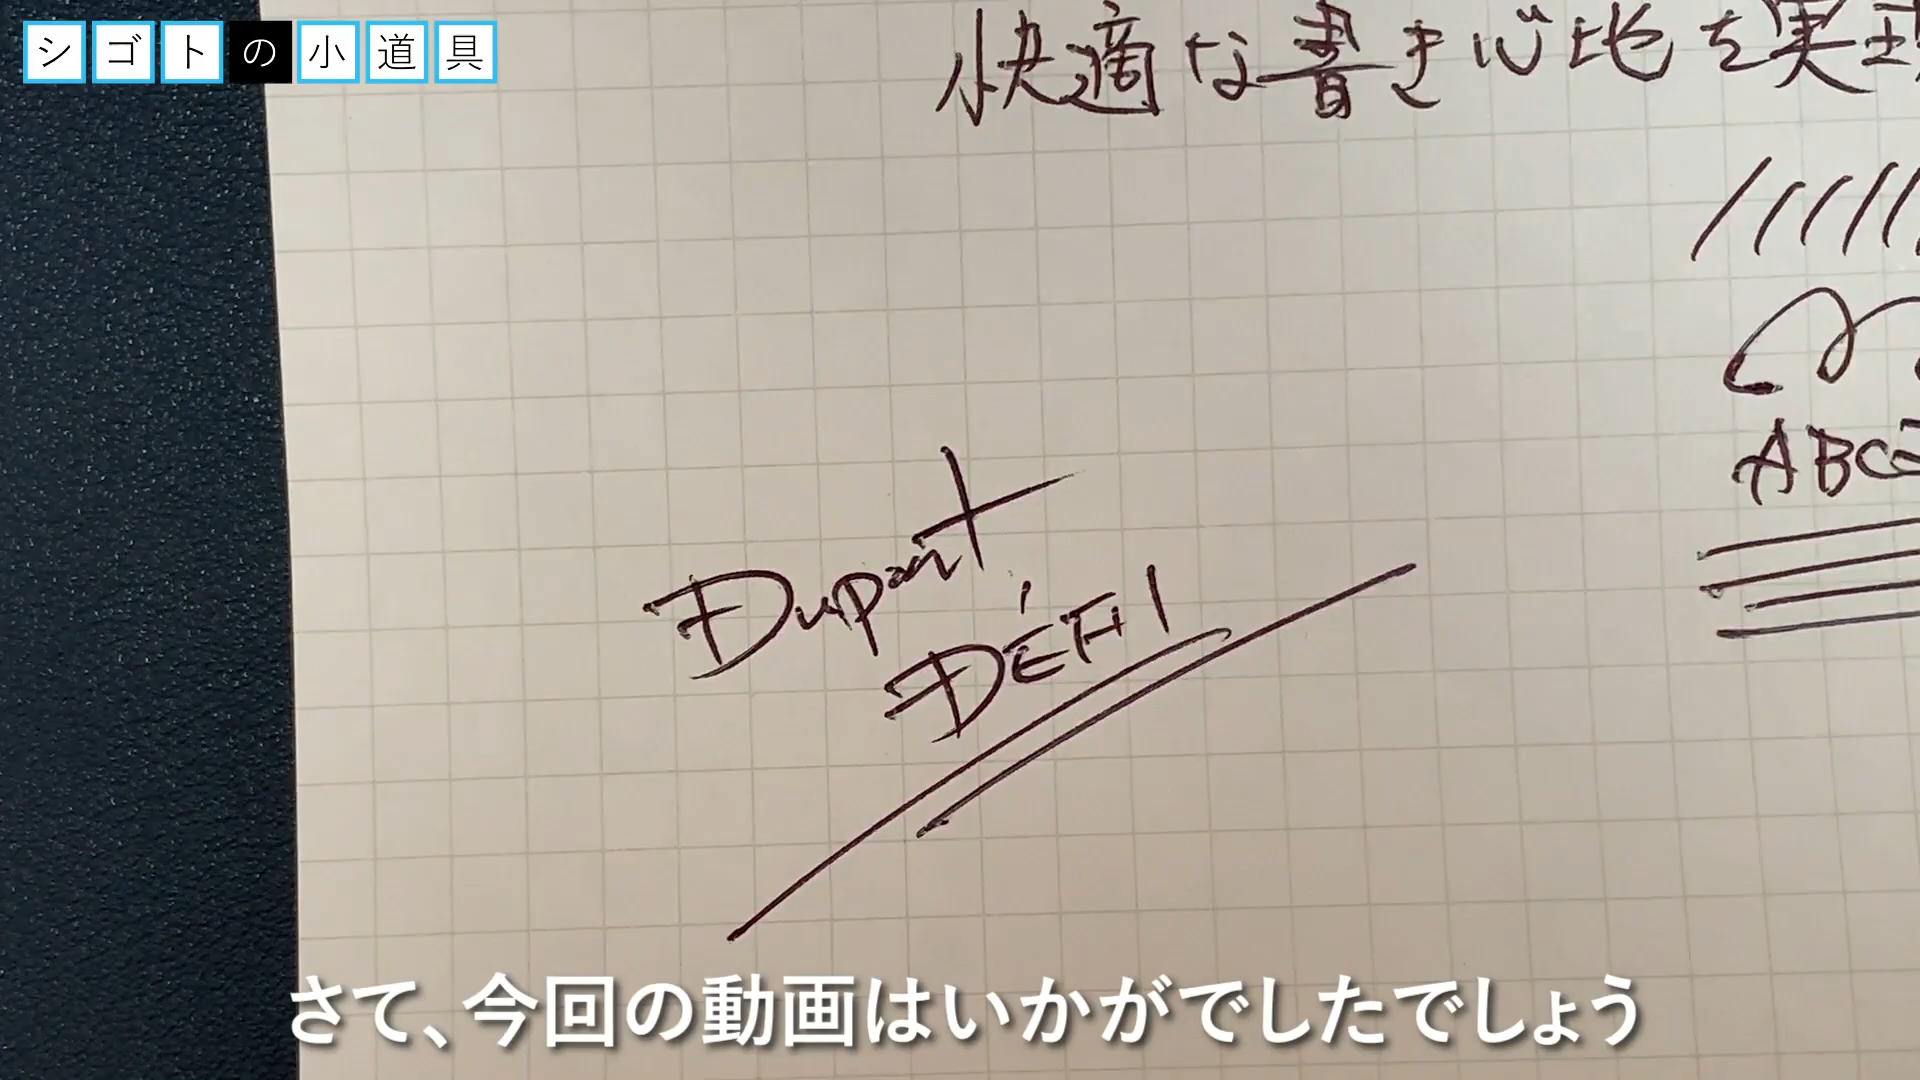 シゴトの小道具
快適な書き心地を実現
ABC
Dupont
DÉFI
さて、今回の動画はいかがでしたでしょう